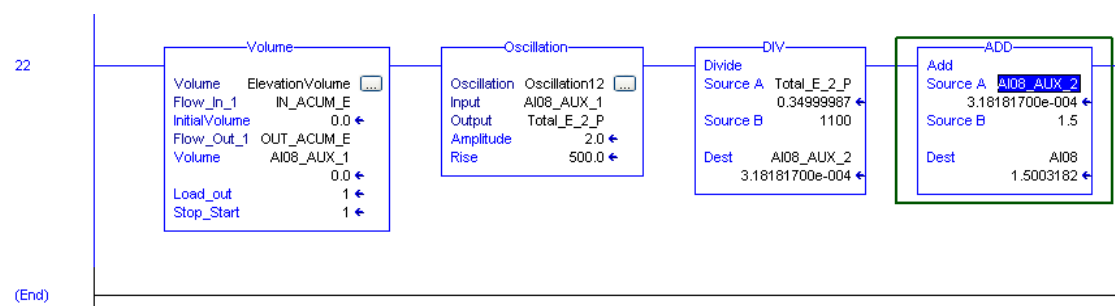 22
Volume
Volume ElevationVolume ...
Flow_In_1 IN_ACUM_E
InitialVolume 0.0
Flow_Out_1 OUT_ACUM_E
Volume AI08_AUX_1
0.0
Load_out 1
Stop_Start 1
Oscillation
Oscillation Oscillation12 ...
Input AI08_AUX_1
Output Total_E_2_P
Amplitude 2.0
Rise 500.0
DIV
Divide
Source A Total_E_2_P
0.34999987
Source B 1100
Dest AI08_AUX_2
3.18181700e-004
ADD
Add
Source A AI08_AUX_2
3.18181700e-004
Source B 1.5
Dest AI08
1.5003182
(End)